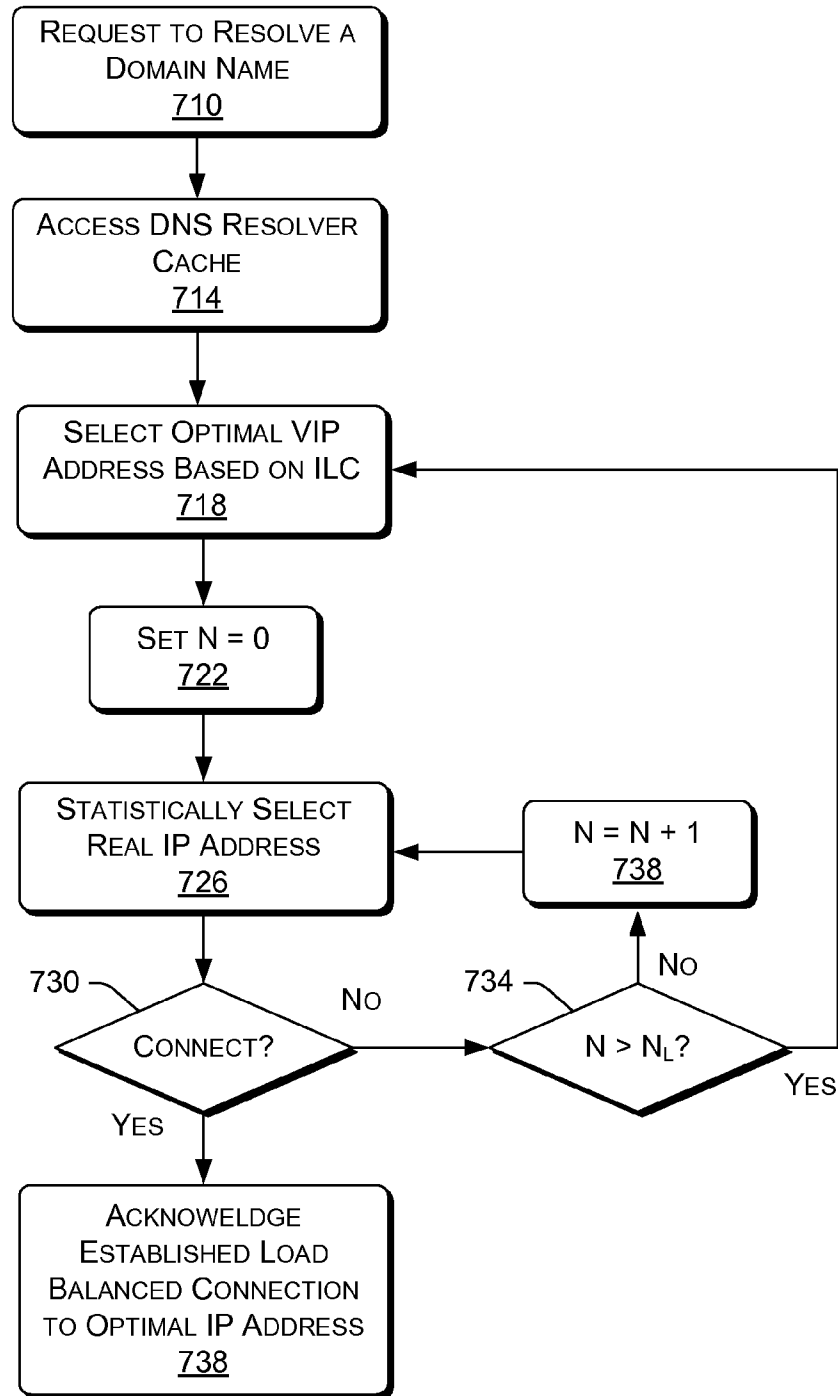 REQUEST TO RESOLVE A
DOMAIN NAME
710
ACCESS DNS RESOLVER
CACHE
714
SELECT OPTIMAL VIP
ADDRESS BASED ON ILC
718
SET N = 0
722
STATISTICALLY SELECT
REAL IP ADDRESS
726
N = N + 1
738
730
CONNECT?
NO
YES
734
N > NL?
NO
YES
ACKNOWELDGE
ESTABLISHED LOAD
BALANCED CONNECTION
TO OPTIMAL IP ADDRESS
738